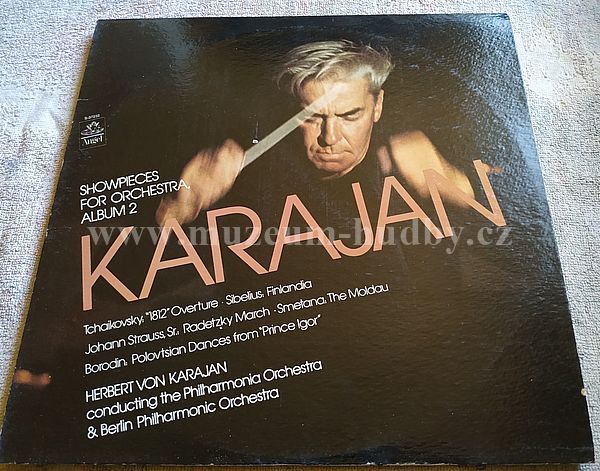 S-37232
Angel
SHOWPIECES
FOR ORCHESTRA,
ALBUM 2
KARAJAN
www.muzeum-hudby.cz
Tchaikovsky: "1812" Overture · Sibelius: Finlandia
Johann Strauss, Sr.: Radetzky March · Smetana: The Moldau
Borodin: Polovtsian Dances from "Prince Igor"
HERBERT VON KARAJAN
conducting the Philharmonia Orchestra
& Berlin Philharmonic Orchestra